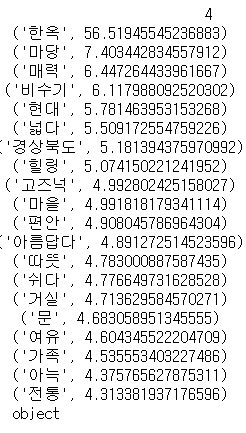 4
('한옥', 56.51945545236883)
('마당', 7.403442834557912)
('매력', 6.447264433961667)
('비수기', 6.117988092520302)
('현대', 5.781463953153268)
('넓다', 5.509172554759226)
('경상북도', 5.181394375970992)
('힐링', 5.074150221241952)
('고즈넉', 4.992802425158027)
('마을', 4.991818179341114)
('편안', 4.908045786964304)
('아름답다', 4.891272514523596)
('따뜻', 4.783000887587435)
('쉬다', 4.776649731628528)
('거실', 4.713629584570271)
('문', 4.683058951345555)
('여유', 4.604345522204709)
('가족', 4.535553403227486)
('아늑', 4.375765627875311)
('전통', 4.313381937176596)
object